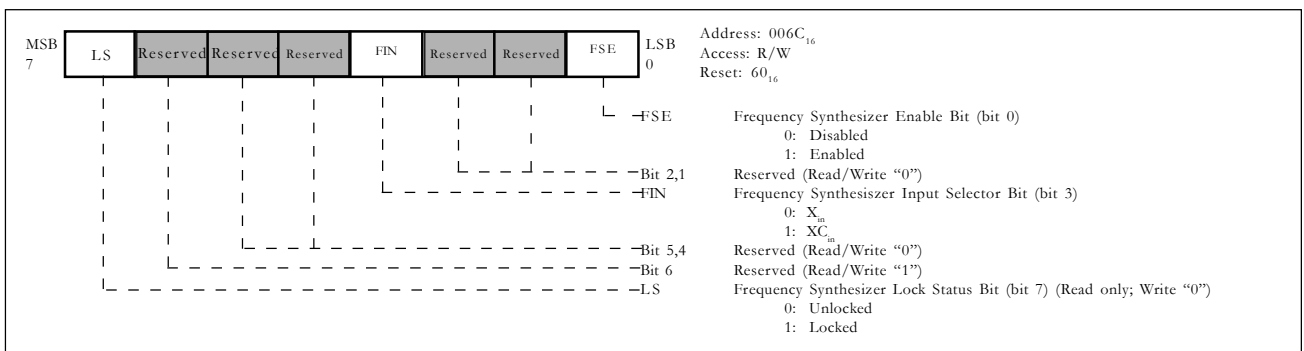 MSB
7
LS Reserved Reserved Reserved FIN Reserved Reserved FSE
LSB
0
Address: 006C₁₆
Access: R/W
Reset: 60₁₆
FSE Frequency Synthesizer Enable Bit (bit 0)
0: Disabled
1: Enabled
Bit 2,1 Reserved (Read/Write “0”)
FIN Frequency Synthesiszer Input Selector Bit (bit 3)
0: Xin
1: XCin
Bit 5,4 Reserved (Read/Write “0”)
Bit 6 Reserved (Read/Write “1”)
LS Frequency Synthesizer Lock Status Bit (bit 7) (Read only; Write “0”)
0: Unlocked
1: Locked